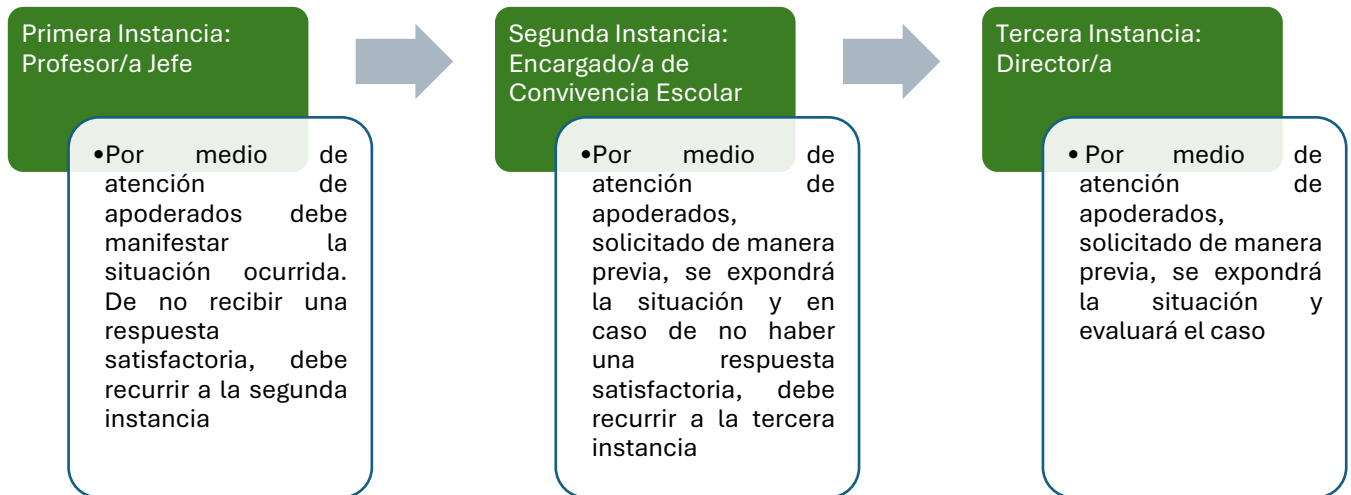 Primera Instancia:
Profesor/a Jefe
•Por medio de
atención de
apoderados debe
manifestar la
situación ocurrida.
De no recibir una
respuesta
satisfactoria, debe
recurrir a la segunda
instancia
Segunda Instancia:
Encargado/a de
Convivencia Escolar
•Por medio de
atención de
apoderados,
solicitado de manera
previa, se expondrá
la situación y en
caso de no haber
una respuesta
satisfactoria, debe
recurrir a la tercera
instancia
Tercera Instancia:
Director/a
• Por medio de
atención de
apoderados,
solicitado de manera
previa, se expondrá
la situación y
evaluará el caso